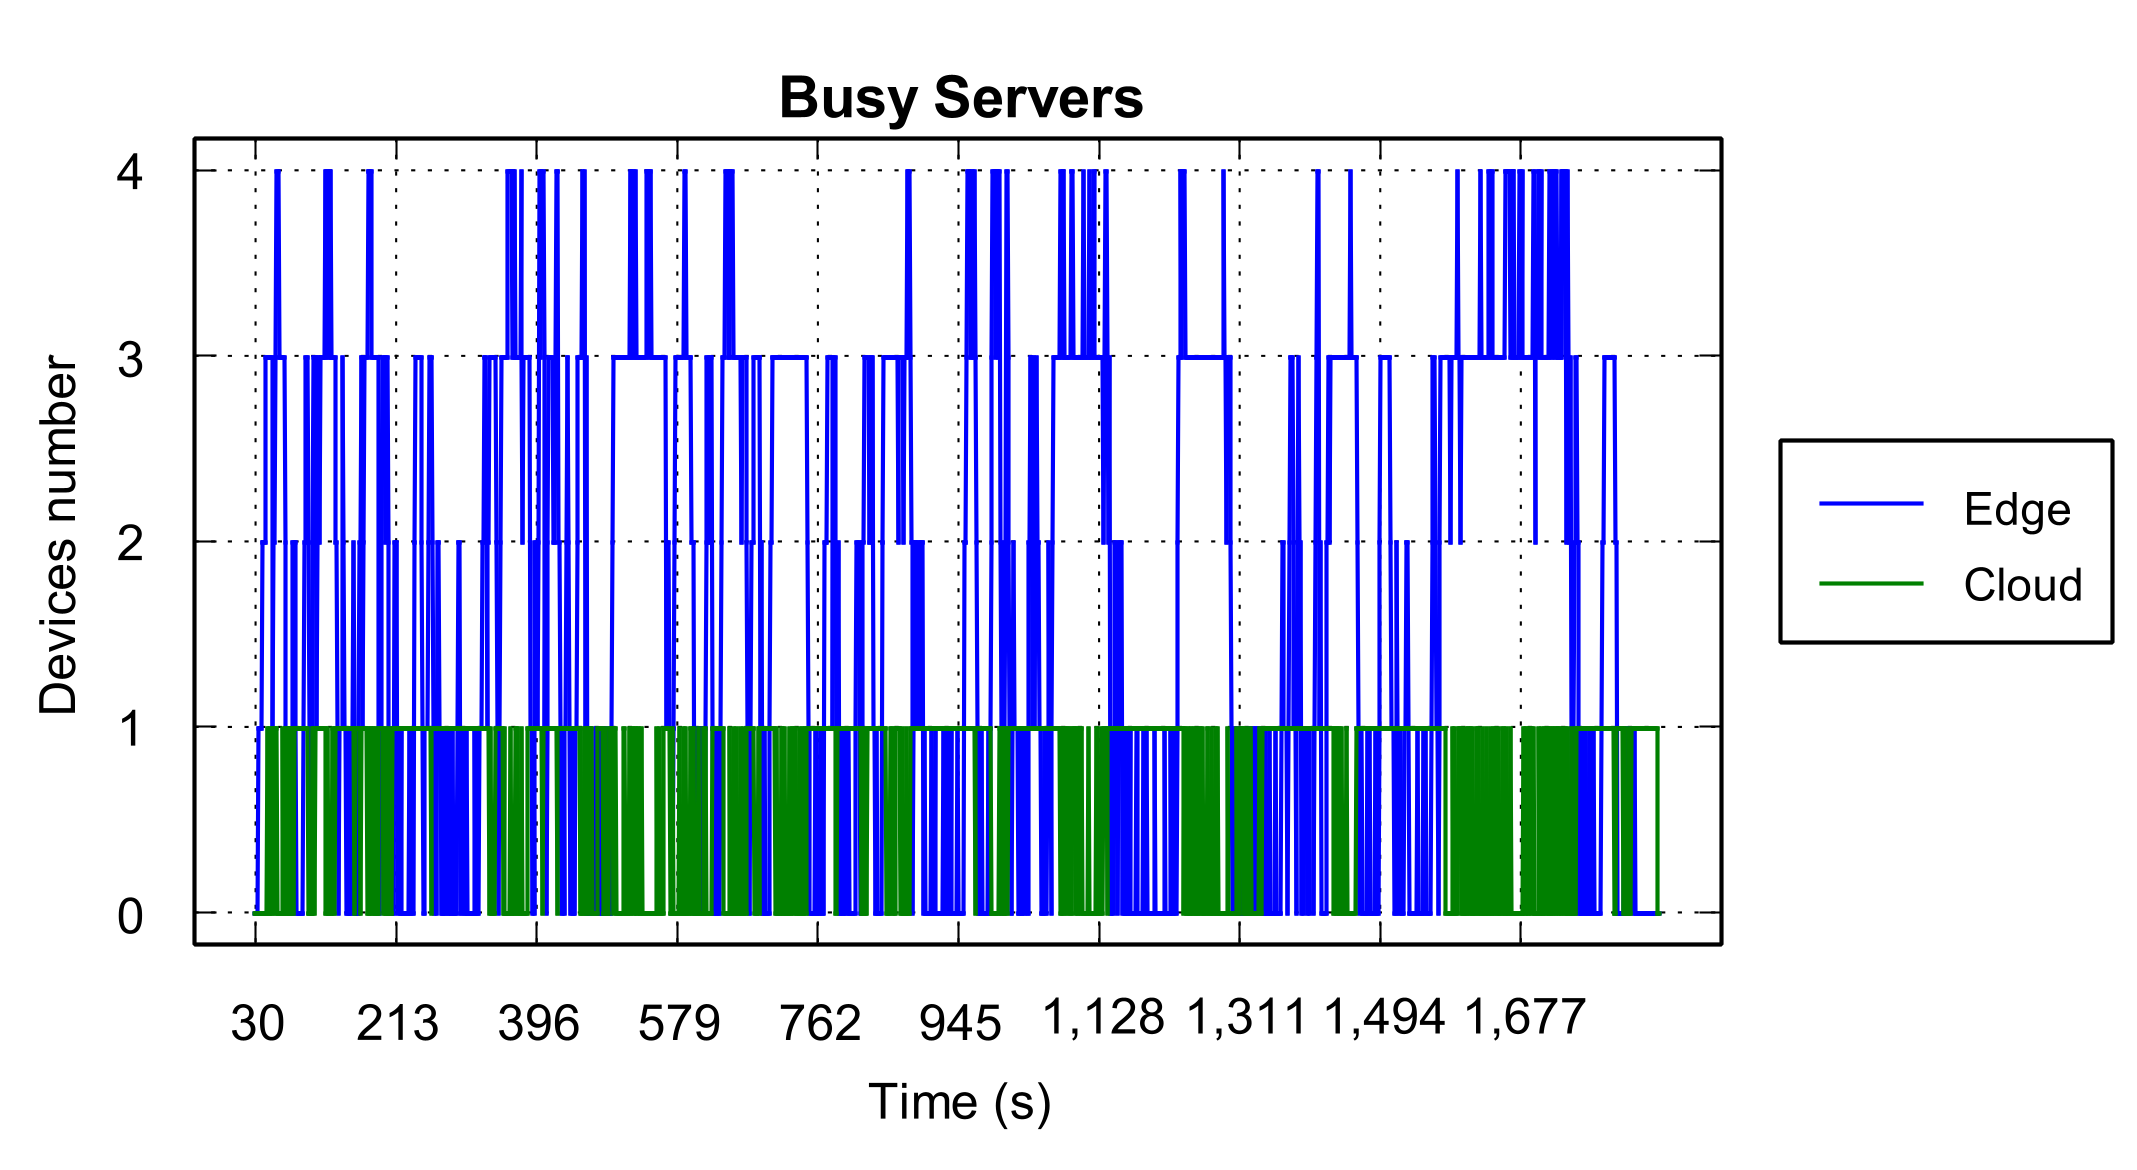 Busy Servers
4
3
2
1
0
Devices number
30 213 396 579 762 945 1,128 1,311 1,494 1,677
Time (s)
Edge
Cloud